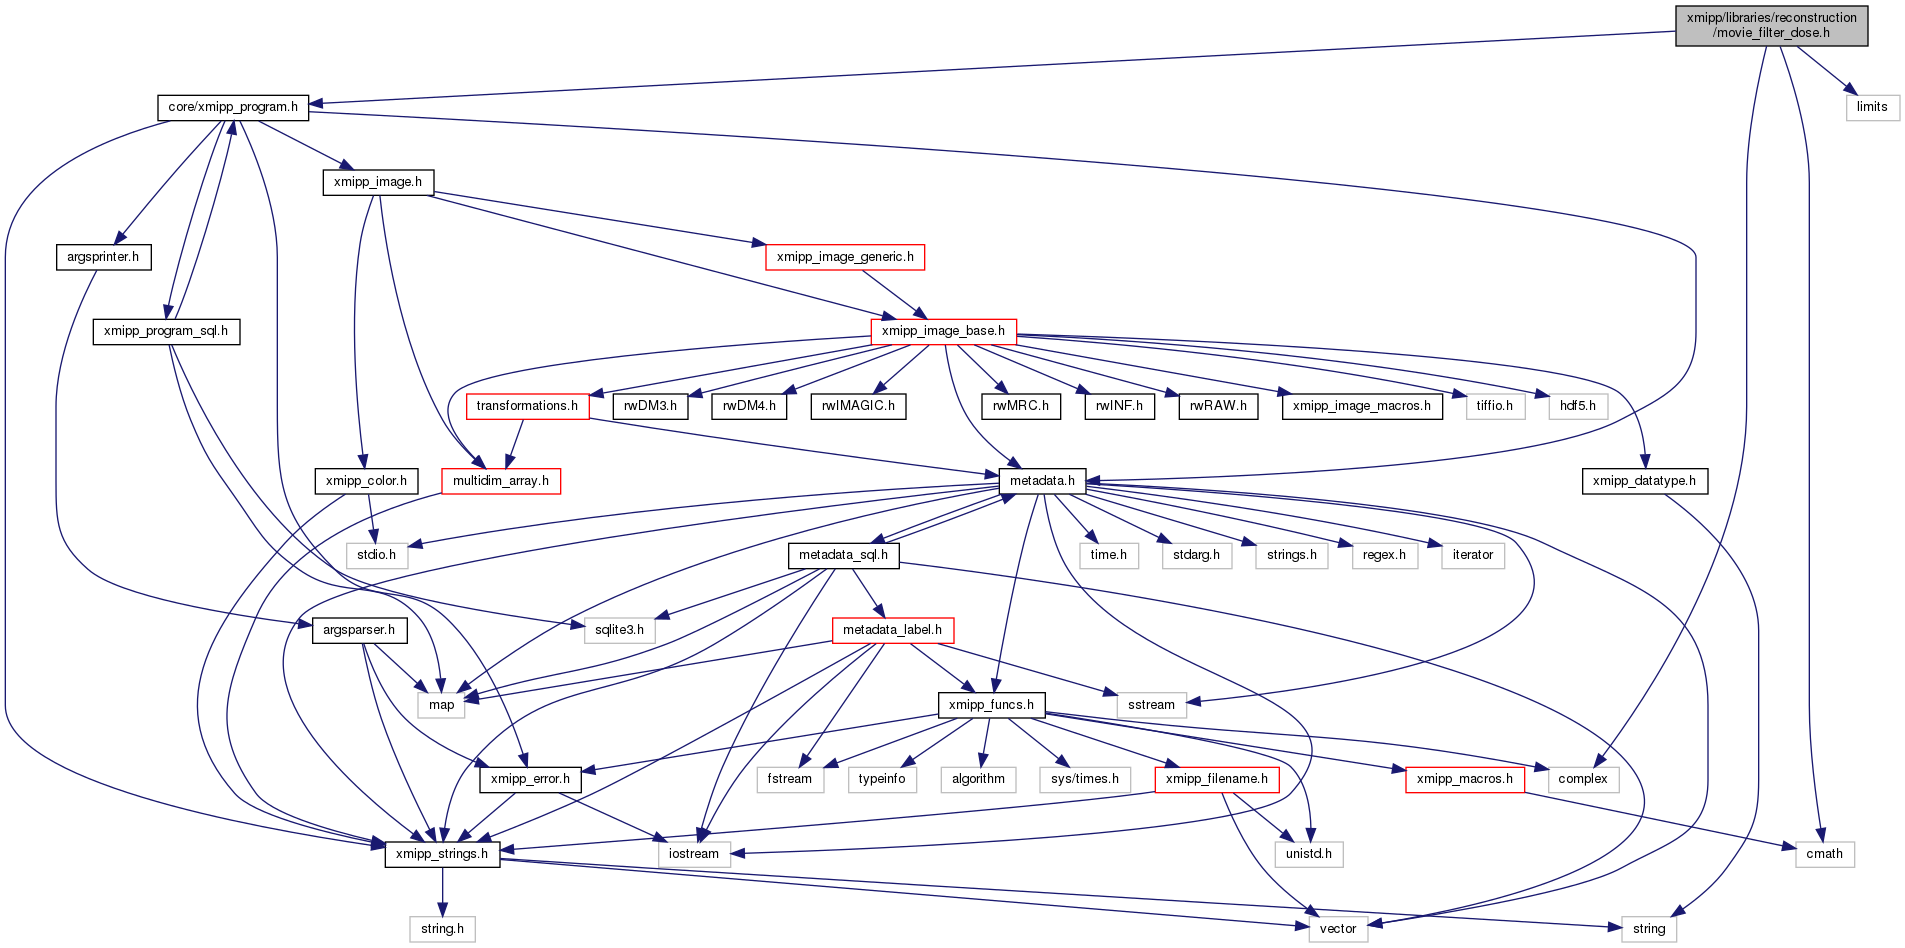 xmipp/libraries/reconstruction
/movie_filter_dose.h
core/xmipp_program.h
limits
xmipp_image.h
argsprinter.h
xmipp_image_generic.h
xmipp_program_sql.h
xmipp_image_base.h
transformations.h
rwDM3.h
rwDM4.h
rwIMAGIC.h
rwMRC.h
rwINF.h
rwRAW.h
xmipp_image_macros.h
tiffio.h
hdf5.h
xmipp_color.h
multidim_array.h
metadata.h
xmipp_datatype.h
stdio.h
metadata_sql.h
time.h
stdarg.h
strings.h
regex.h
iterator
argsparser.h
sqlite3.h
metadata_label.h
map
xmipp_funcs.h
sstream
xmipp_error.h
fstream
typeinfo
algorithm
sys/times.h
xmipp_filename.h
xmipp_macros.h
complex
xmipp_strings.h
iostream
unistd.h
cmath
string.h
vector
string